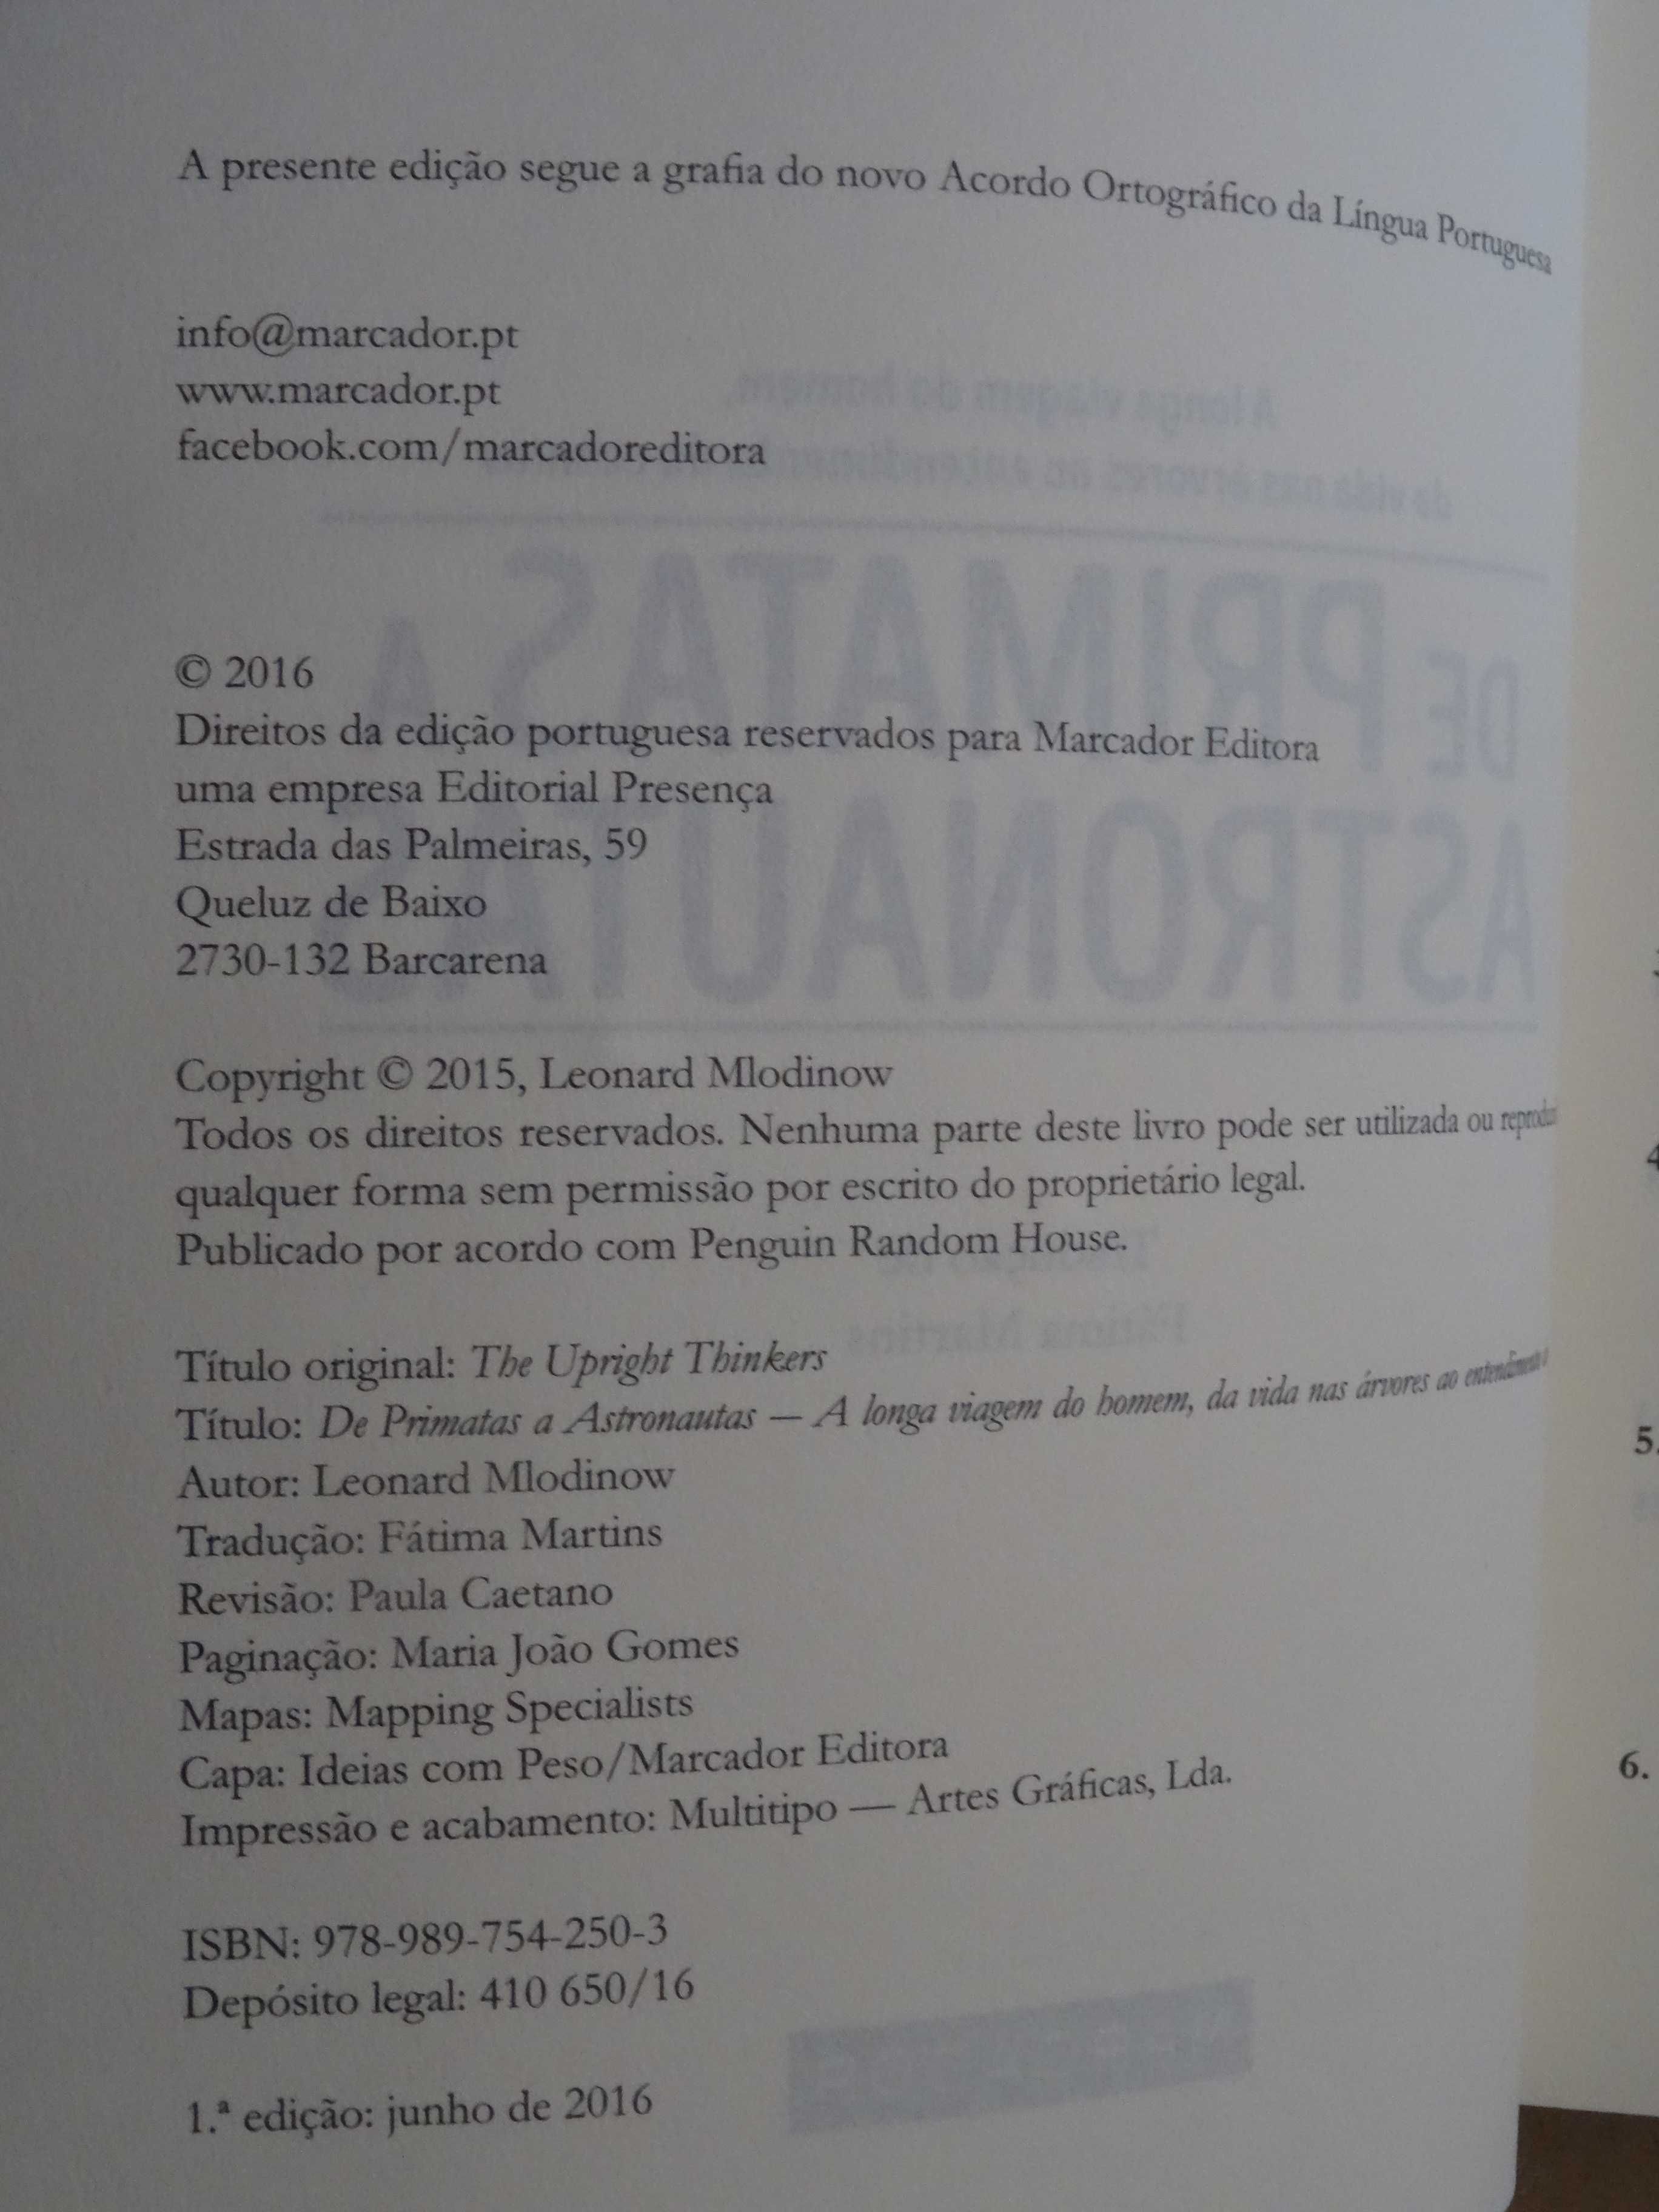 A presente edição segue a grafia do novo Acordo Ortográfico da Língua Portuguesa
info@marcador.pt
www.marcador.pt
facebook.com/marcadoreditora
© 2016
Direitos da edição portuguesa reservados para Marcador Editora
uma empresa Editorial Presença
Estrada das Palmeiras, 59
Queluz de Baixo
2730-132 Barcarena
Copyright © 2015, Leonard Mlodinow
Todos os direitos reservados. Nenhuma parte deste livro pode ser utilizada ou
qualquer forma sem permissão por escrito do proprietário legal.
Publicado por acordo com Penguin Random House.
Título original: The Upright Thinkers
Título: De Primatas a Astronautas — A longa viagem do homem, da vida nas árvores ao entendimento
Autor: Leonard Mlodinow
Tradução: Fátima Martins
Revisão: Paula Caetano
Paginação: Maria João Gomes
Mapas: Mapping Specialists
Capa: Ideias com Peso/Marcador Editora
Impressão e acabamento: Multitipo — Artes Gráficas, Lda.
ISBN: 978-989-754-250-3
Depósito legal: 410 650/16
1.ª edição: junho de 2016
4
5.
6.